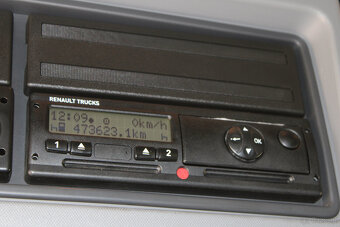 RENAULT TRUCKS
12:09 0km/h
473623.1km
1 2
OK